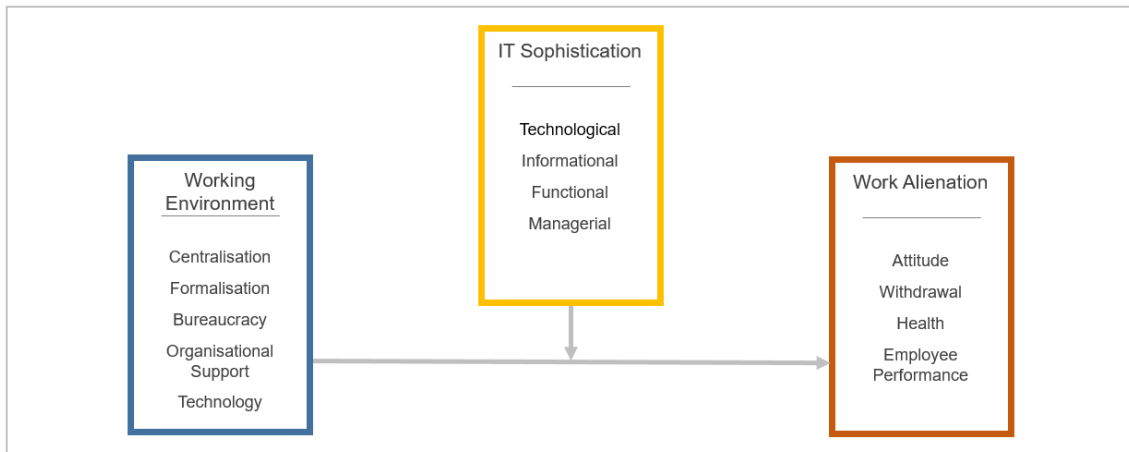 IT Sophistication
Technological
Informational
Functional
Managerial
Working
Environment
Centralisation
Formalisation
Bureaucracy
Organisational
Support
Technology
Work Alienation
Attitude
Withdrawal
Health
Employee
Performance